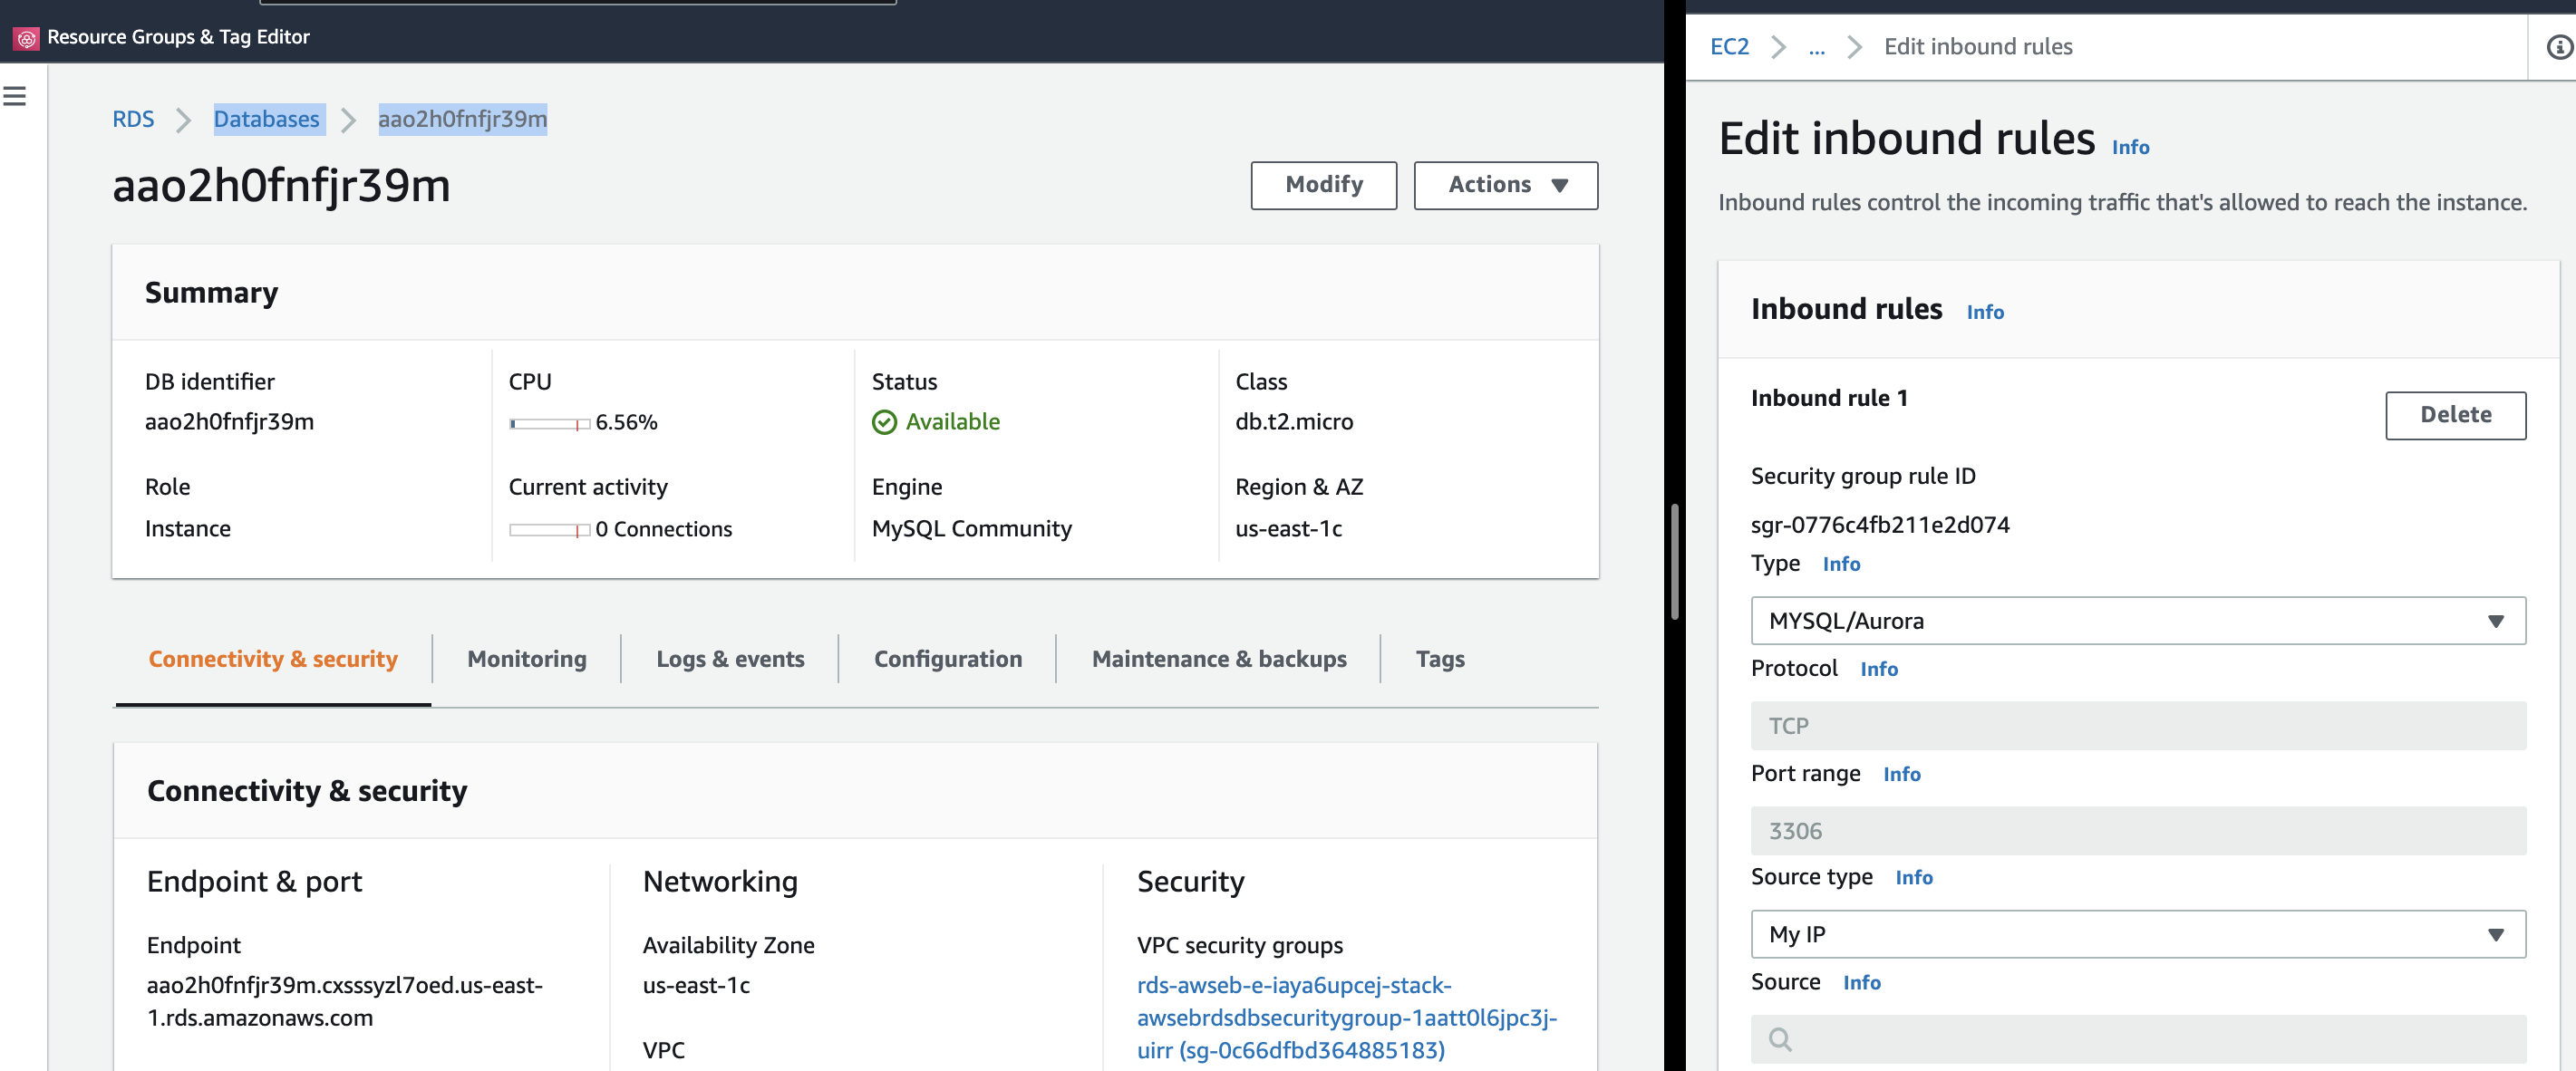 Resource Groups & Tag Editor
RDS
Databases
aao2h0fnfjr39m
aao2h0fnfjr39m
Modify
Actions
Summary
DB identifier
aao2h0fnfjr39m
CPU
6.56%
Status
Available
Class
db.t2.micro
Role
Instance
Current activity
0 Connections
Engine
MySQL Community
Region & AZ
us-east-1c
Connectivity & security
Monitoring
Logs & events
Configuration
Maintenance & backups
Tags
Connectivity & security
Endpoint & port
Endpoint
aao2h0fnfjr39m.cxsssyzl7oed.us-east-
1.rds.amazonaws.com
Networking
Availability Zone
us-east-1c
VPC
Security
VPC security groups
rds-awseb-e-iaya6upcej-stack-
awsebrdsdbsecuritygroup-1aatt0l6jpc3j-
uirr (sg-0c66dfbd364885183)
EC2
...
Edit inbound rules
Edit inbound rules Info
Inbound rules control the incoming traffic that's allowed to reach the instance.
Inbound rules Info
Inbound rule 1
Delete
Security group rule ID
sgr-0776c4fb211e2d074
Type Info
MYSQL/Aurora
Protocol Info
TCP
Port range Info
3306
Source type Info
My IP
Source Info